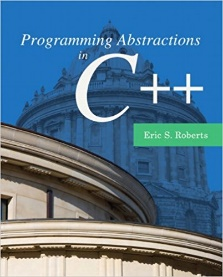 Programming Abstractions
in
C++
Eric S. Roberts